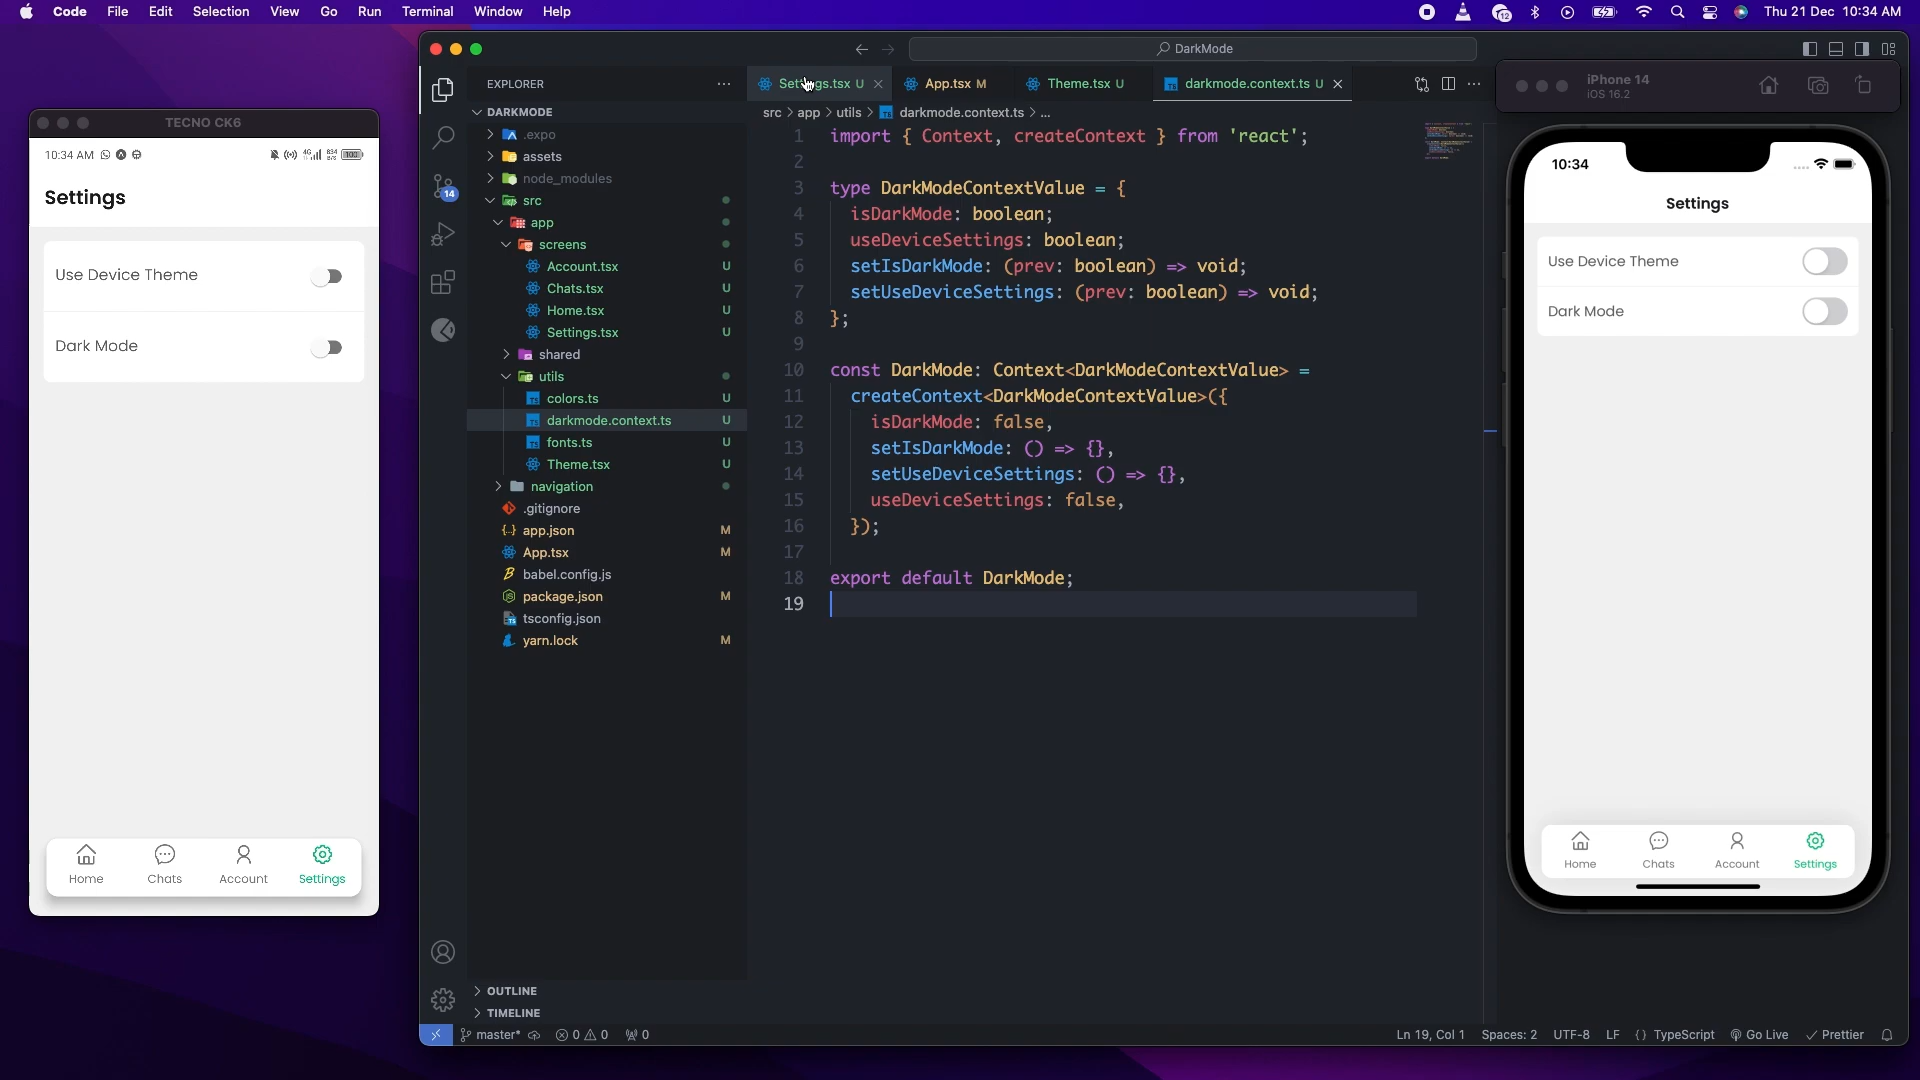 Code File Edit Selection View Go Run Terminal Window Help
12
Thu 21 Dec 10:34 AM
TECNO CK6
10:34 AM
4G
834
B/S
100
Settings
Use Device Theme
Dark Mode
Home
Chats
Account
Settings
DarkMode
EXPLORER
DARKMODE
.expo
assets
node_modules
src
app
screens
Account.tsx U
Chats.tsx U
Home.tsx U
Settings.tsx U
shared
utils
colors.ts U
darkmode.context.ts U
fonts.ts U
Theme.tsx U
navigation
.gitignore
app.json M
App.tsx M
babel.config.js
package.json M
tsconfig.json
yarn.lock M
OUTLINE
TIMELINE
14
Settings.tsx U
App.tsx M
Theme.tsx U
darkmode.context.ts U
src > app > utils > darkmode.context.ts > ...
1 import { Context, createContext } from 'react';
2
3 type DarkModeContextValue = {
4 isDarkMode: boolean;
5 useDeviceSettings: boolean;
6 setIsDarkMode: (prev: boolean) => void;
7 setUseDeviceSettings: (prev: boolean) => void;
8 };
9
10 const DarkMode: Context<DarkModeContextValue> =
11 createContext<DarkModeContextValue>({
12 isDarkMode: false,
13 setIsDarkMode: () => {},
14 setUseDeviceSettings: () => {},
15 useDeviceSettings: false,
16 });
17
18 export default DarkMode;
19
master* 0 0 0
Ln 19, Col 1 Spaces: 2 UTF-8 LF {} TypeScript Go Live Prettier
iPhone 14
iOS 16.2
10:34
Settings
Use Device Theme
Dark Mode
Home
Chats
Account
Settings